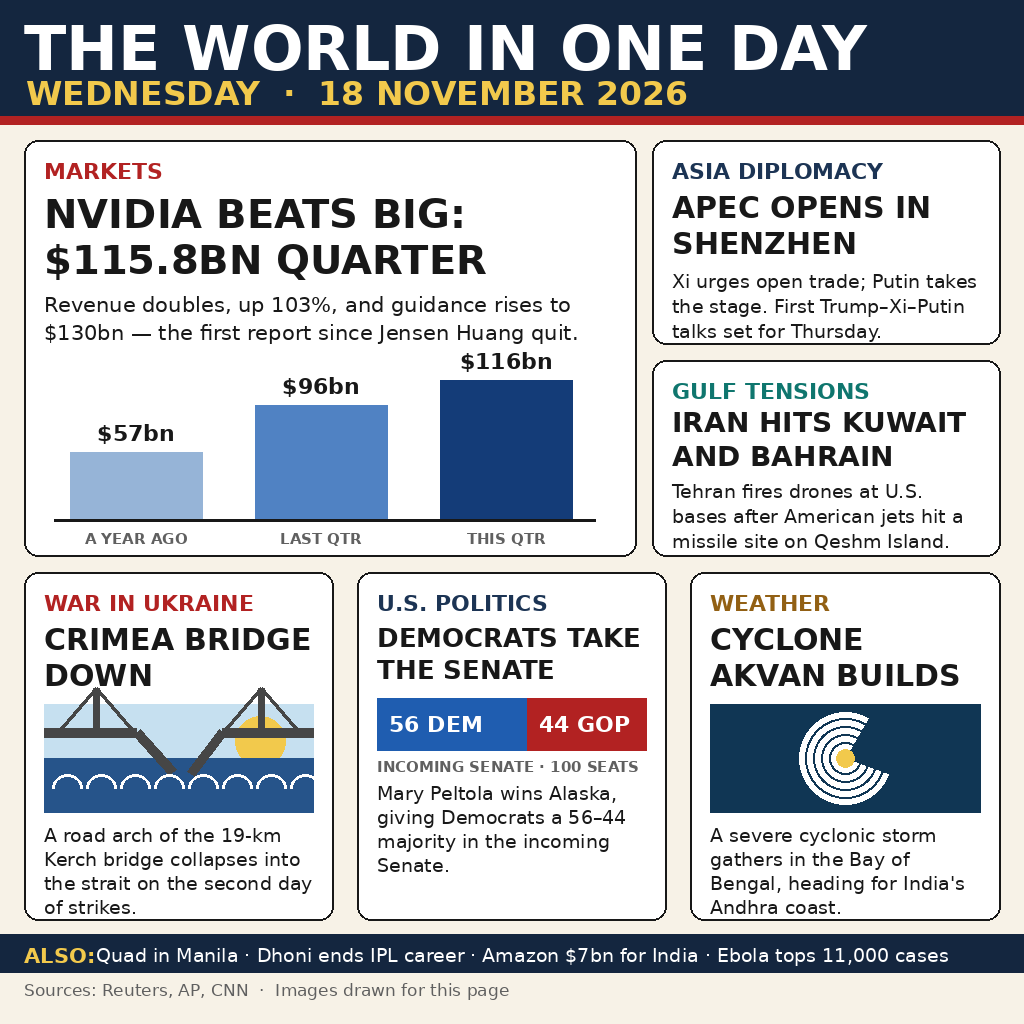 THE WORLD IN ONE DAY
WEDNESDAY · 18 NOVEMBER 2026
MARKETS
NVIDIA BEATS BIG:
$115.8BN QUARTER
Revenue doubles, up 103%, and guidance rises to
$130bn — the first report since Jensen Huang quit.
$57bn
$96bn
$116bn
A YEAR AGO
LAST QTR
THIS QTR
ASIA DIPLOMACY
APEC OPENS IN
SHENZHEN
Xi urges open trade; Putin takes
the stage. First Trump–Xi–Putin
talks set for Thursday.
GULF TENSIONS
IRAN HITS KUWAIT
AND BAHRAIN
Tehran fires drones at U.S.
bases after American jets hit a
missile site on Qeshm Island.
WAR IN UKRAINE
CRIMEA BRIDGE
DOWN
A road arch of the 19-km
Kerch bridge collapses into
the strait on the second day
of strikes.
U.S. POLITICS
DEMOCRATS TAKE
THE SENATE
56 DEM
44 GOP
INCOMING SENATE · 100 SEATS
Mary Peltola wins Alaska,
giving Democrats a 56–44
majority in the incoming
Senate.
WEATHER
CYCLONE
AKVAN BUILDS
A severe cyclonic storm
gathers in the Bay of
Bengal, heading for India's
Andhra coast.
ALSO:Quad in Manila · Dhoni ends IPL career · Amazon $7bn for India · Ebola tops 11,000 cases
Sources: Reuters, AP, CNN · Images drawn for this page